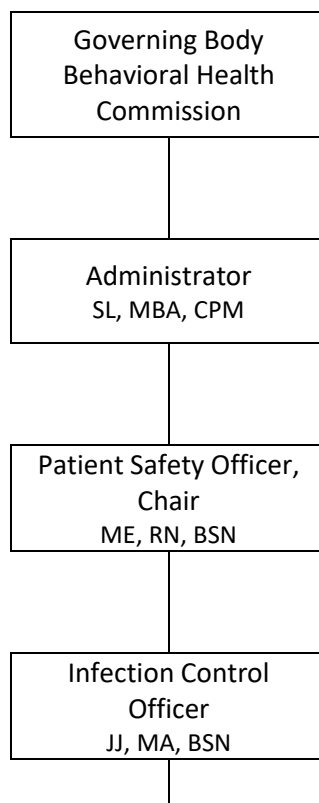 Governing Body
Behavioral Health
Commission
Administrator
SL, MBA, CPM
Patient Safety Officer,
Chair
ME, RN, BSN
Infection Control
Officer
JJ, MA, BSN